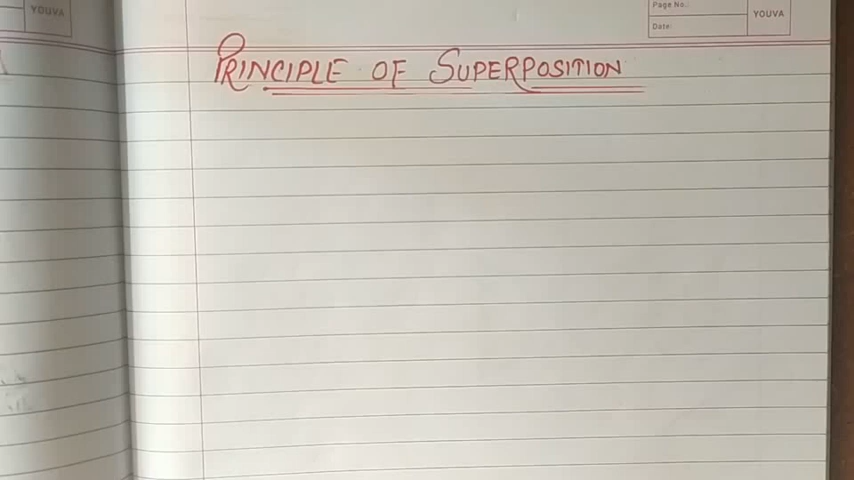 YOUVA
Page No.:
Date:
YOUVA
PRINCIPLE OF SUPERPOSITION